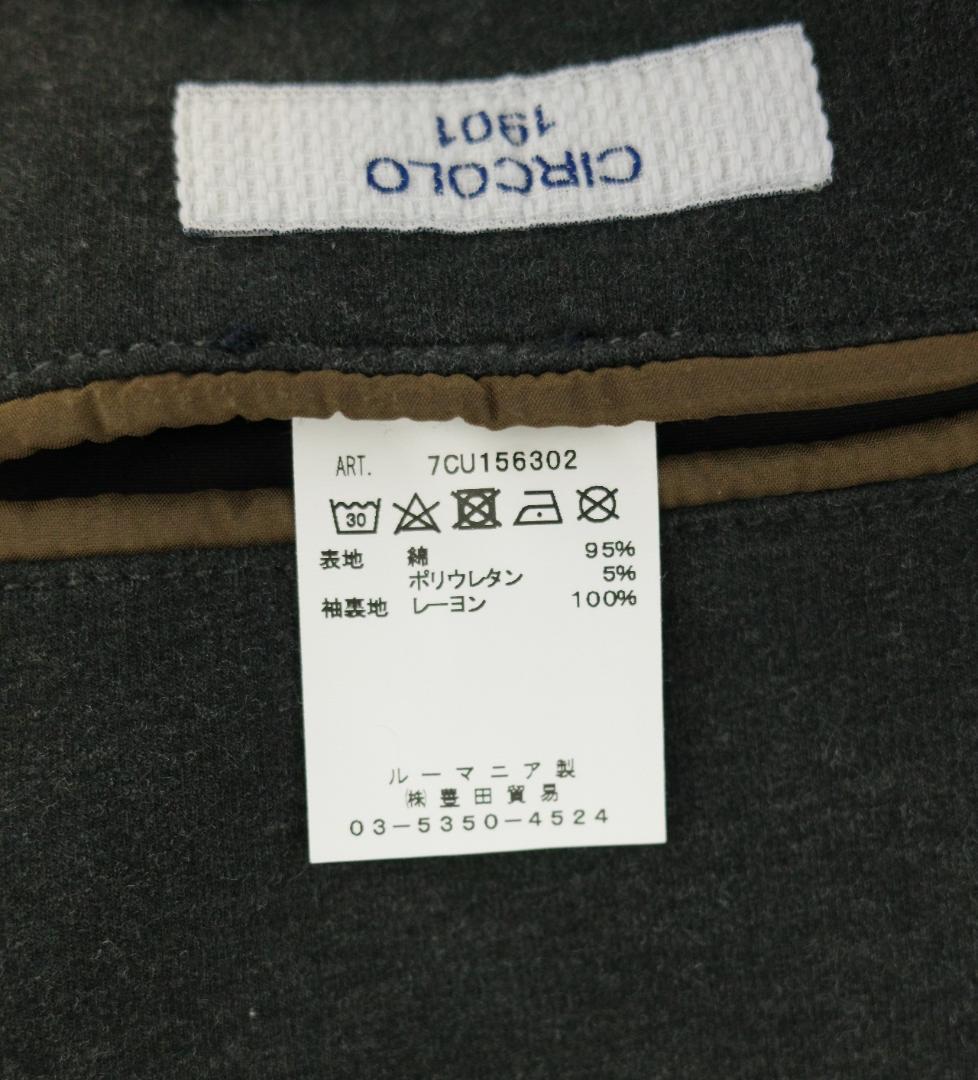 CIRCOLO
1901
ART. 7CU156302
30
表地 綿 95%
ポリウレタン 5%
袖裏地 レーヨン 100%
ルーマニア製
㈱豊田貿易
03-5350-4524